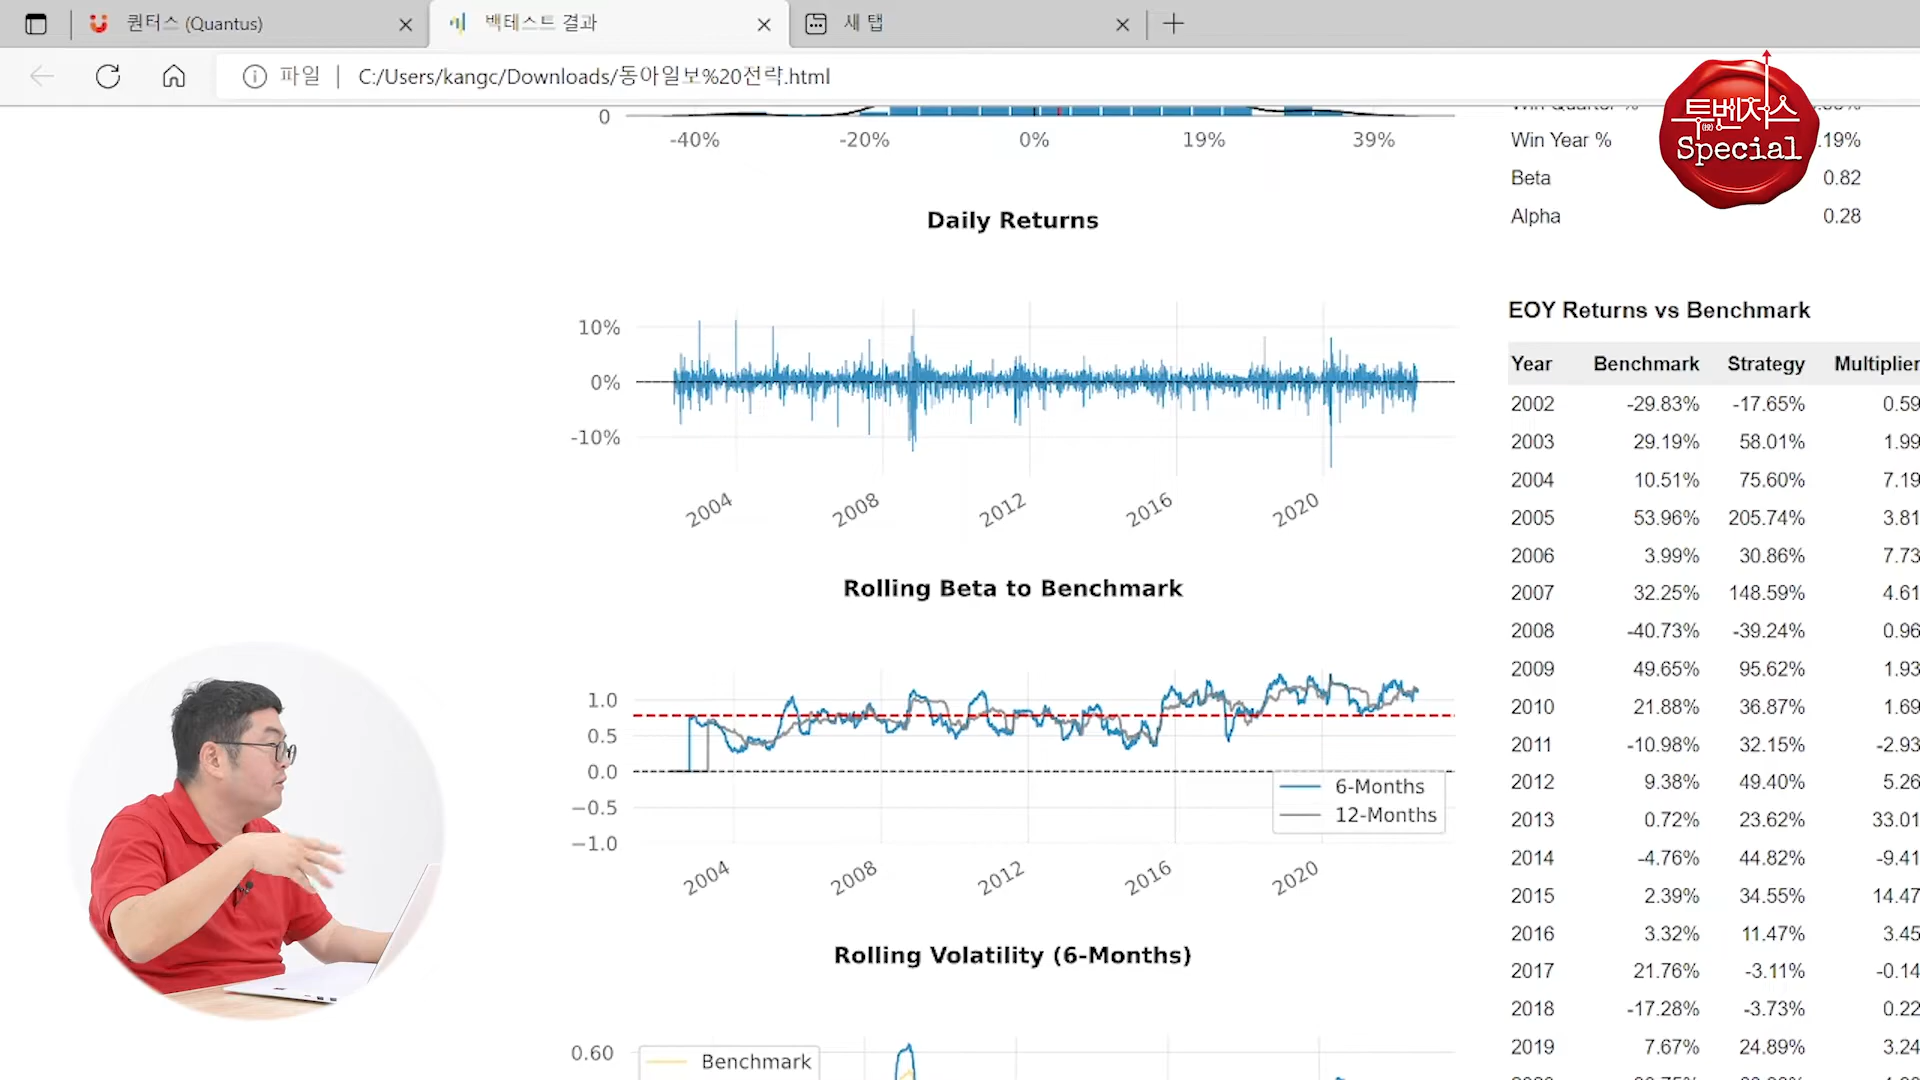 퀀터스 (Quantus)
백테스트 결과
새 탭
파일
C:/Users/kangc/Downloads/동아일보%20전략.html
투벤저스
Special
0
-40%
-20%
0%
19%
39%
Win Year %
.19%
Beta
0.82
Alpha
0.28
Daily Returns
10%
0%
-10%
2004
2008
2012
2016
2020
Rolling Beta to Benchmark
1.0
0.5
0.0
−0.5
−1.0
6-Months
12-Months
2004
2008
2012
2016
2020
Rolling Volatility (6-Months)
0.60
Benchmark
EOY Returns vs Benchmark
Year Benchmark Strategy Multiplier
2002 -29.83% -17.65% 0.59
2003 29.19% 58.01% 1.99
2004 10.51% 75.60% 7.19
2005 53.96% 205.74% 3.81
2006 3.99% 30.86% 7.73
2007 32.25% 148.59% 4.61
2008 -40.73% -39.24% 0.96
2009 49.65% 95.62% 1.93
2010 21.88% 36.87% 1.69
2011 -10.98% 32.15% -2.93
2012 9.38% 49.40% 5.26
2013 0.72% 23.62% 33.01
2014 -4.76% 44.82% -9.41
2015 2.39% 34.55% 14.47
2016 3.32% 11.47% 3.45
2017 21.76% -3.11% -0.14
2018 -17.28% -3.73% 0.22
2019 7.67% 24.89% 3.24